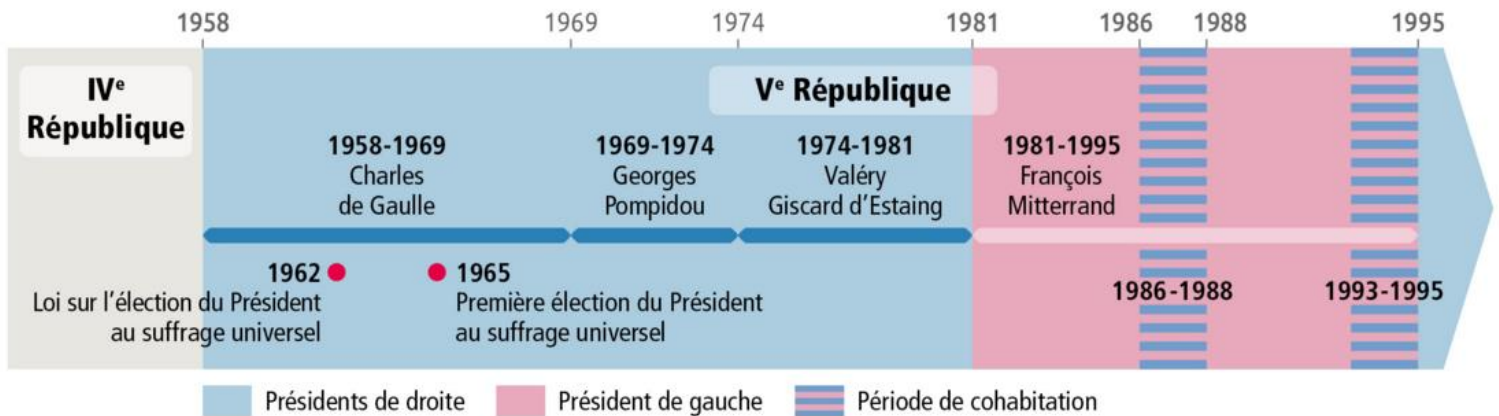 1958 1969 1974 1981 1986 1988 1995
IVe
République
Ve République
1958-1969
Charles
de Gaulle
1969-1974
Georges
Pompidou
1974-1981
Valéry
Giscard d’Estaing
1981-1995
François
Mitterrand
1962
Loi sur l’élection du Président
au suffrage universel
1965
Première élection du Président
au suffrage universel
1986-1988
1993-1995
Présidents de droite
Président de gauche
Période de cohabitation